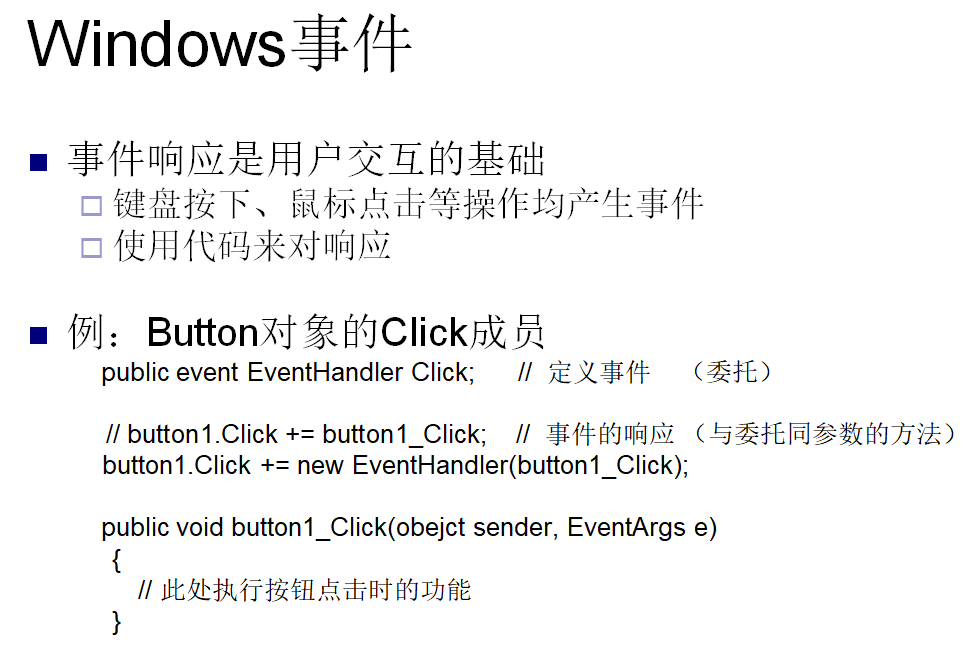 Windows事件
事件响应是用户交互的基础
键盘按下、鼠标点击等操作均产生事件
使用代码来对响应
例：Button对象的Click成员
public event EventHandler Click; // 定义事件 （委托）
// button1.Click += button1_Click; // 事件的响应（与委托同参数的方法）
button1.Click += new EventHandler(button1_Click);
public void button1_Click(obejct sender, EventArgs e)
{
// 此处执行按钮点击时的功能
}